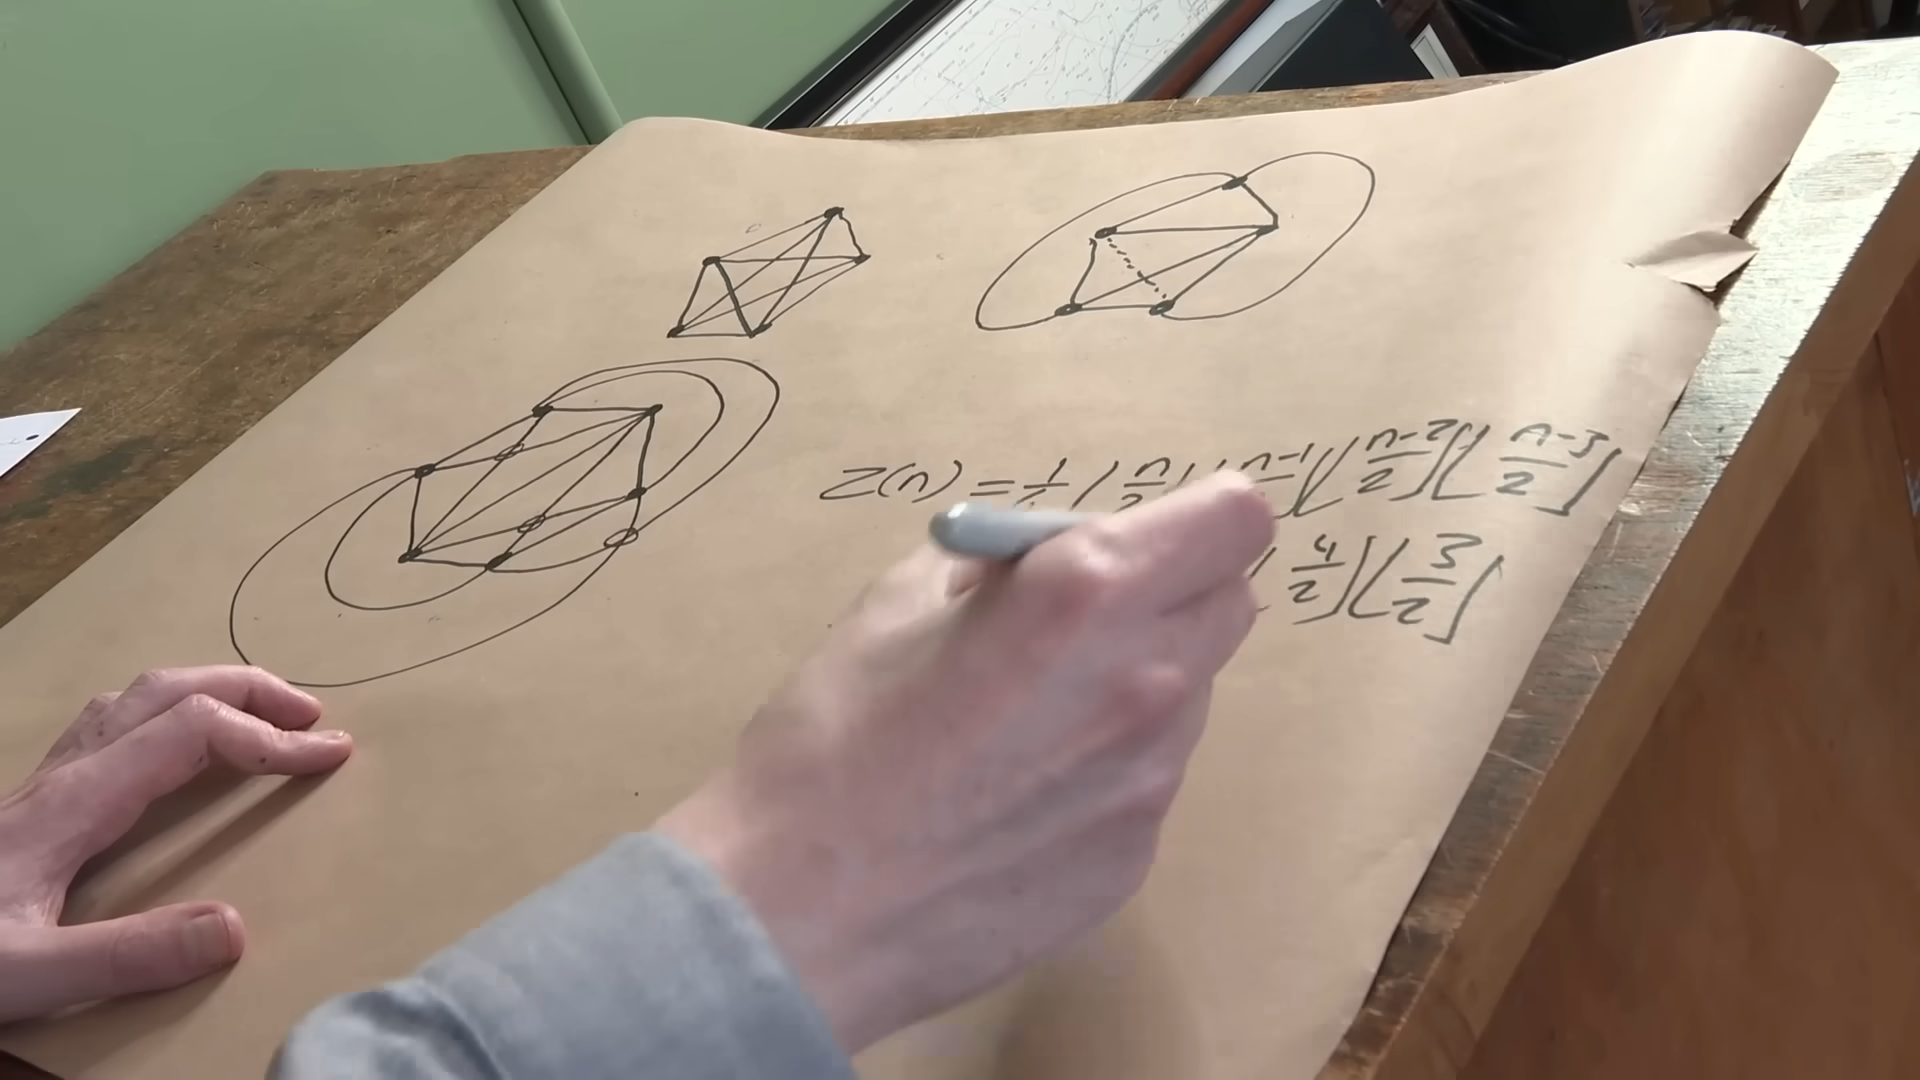 Z(n) = 1/4 ⌊n/2⌋ ⌊n-1/2⌋ ⌊n-2/2⌋ ⌊n-3/2⌋
⌊4/2⌋ ⌊3/2⌋